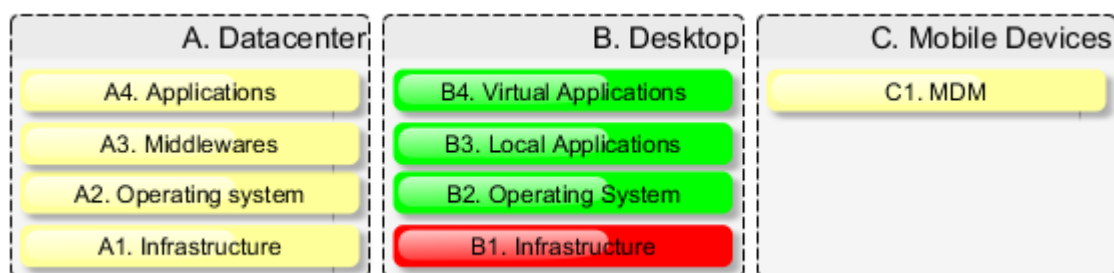 A. Datacenter
A4. Applications
A3. Middlewares
A2. Operating system
A1. Infrastructure
B. Desktop
B4. Virtual Applications
B3. Local Applications
B2. Operating System
B1. Infrastructure
C. Mobile Devices
C1. MDM